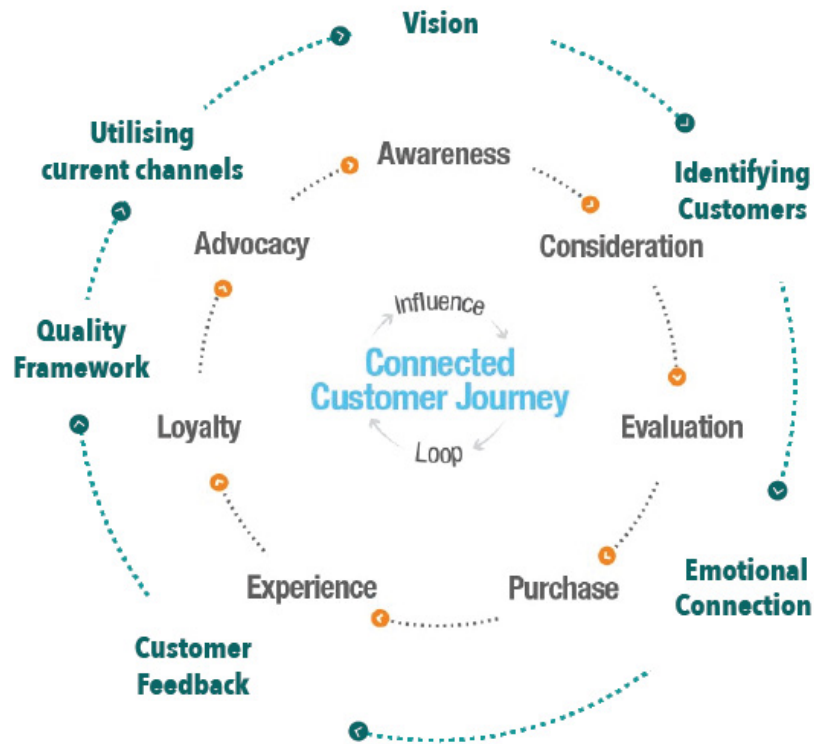 Vision
Identifying
Customers
Emotional
Connection
Customer
Feedback
Quality
Framework
Utilising
current channels
Awareness
Consideration
Evaluation
Purchase
Experience
Loyalty
Advocacy
Influence
Connected
Customer Journey
Loop